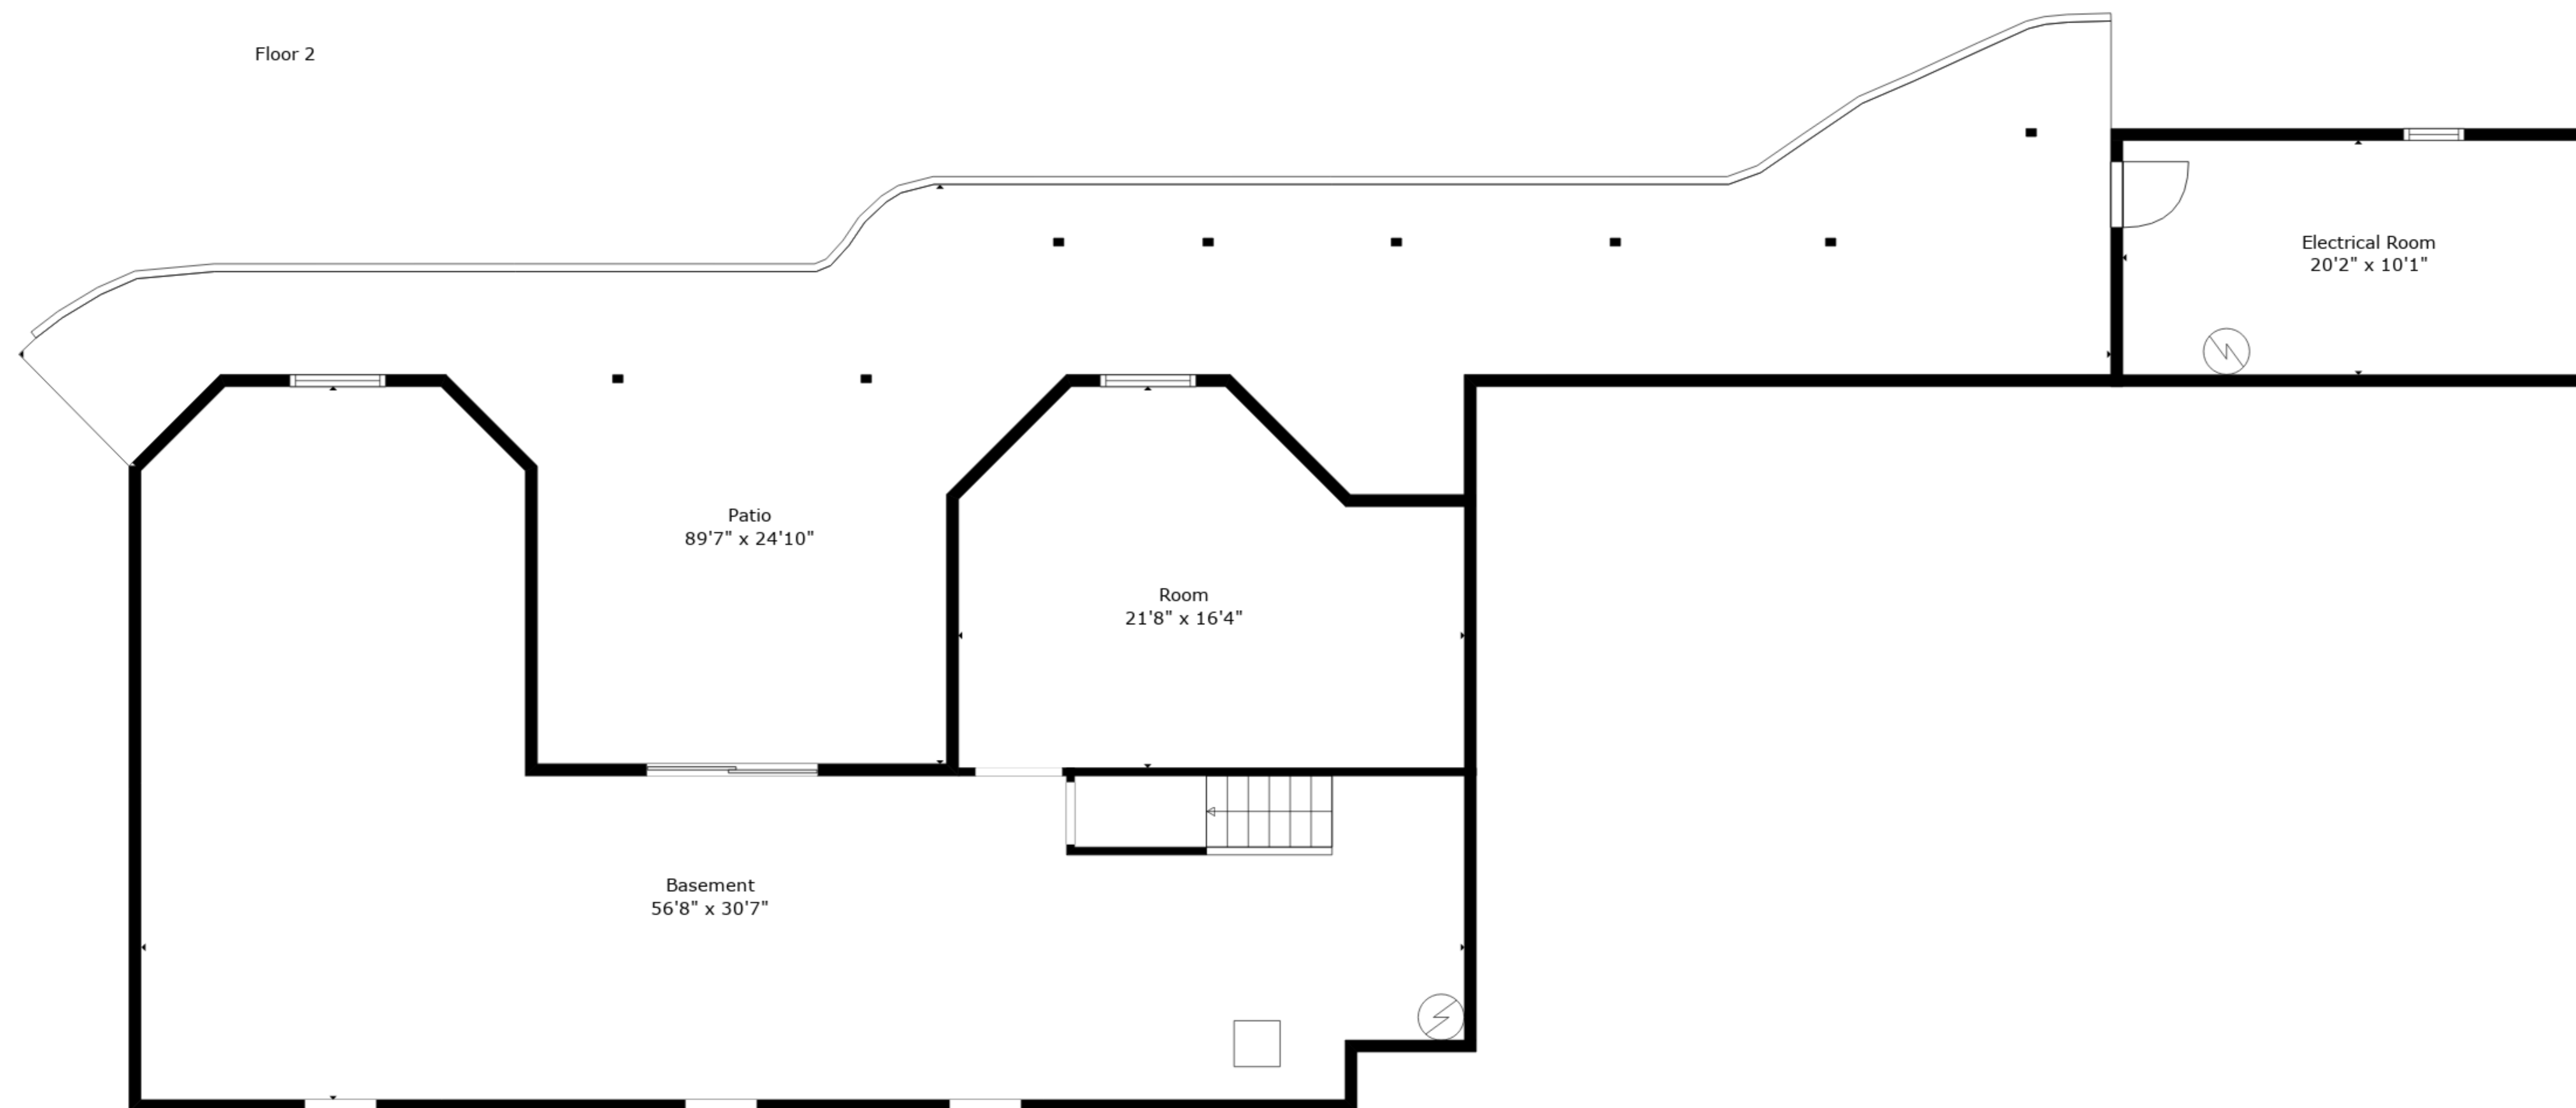 Floor 2
Electrical Room
20'2" x 10'1"
Patio
89'7" x 24'10"
Room
21'8" x 16'4"
Basement
56'8" x 30'7"